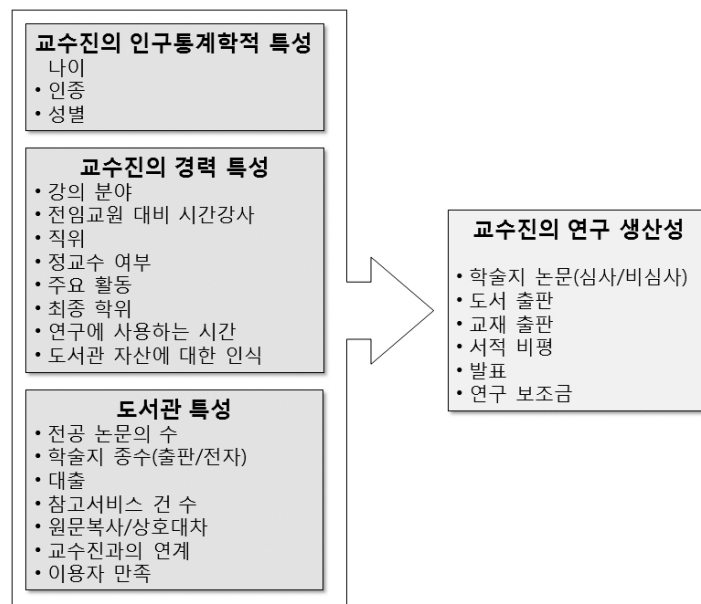 교수진의 인구통계학적 특성
나이
• 인종
• 성별
교수진의 경력 특성
• 강의 분야
• 전임교원 대비 시간강사
• 직위
• 정교수 여부
• 주요 활동
• 최종 학위
• 연구에 사용하는 시간
• 도서관 자산에 대한 인식
도서관 특성
• 전공 논문의 수
• 학술지 종수(출판/전자)
• 대출
• 참고서비스 건 수
• 원문복사/상호대차
• 교수진과의 연계
• 이용자 만족
교수진의 연구 생산성
• 학술지 논문(심사/비심사)
• 도서 출판
• 교재 출판
• 서적 비평
• 발표
• 연구 보조금